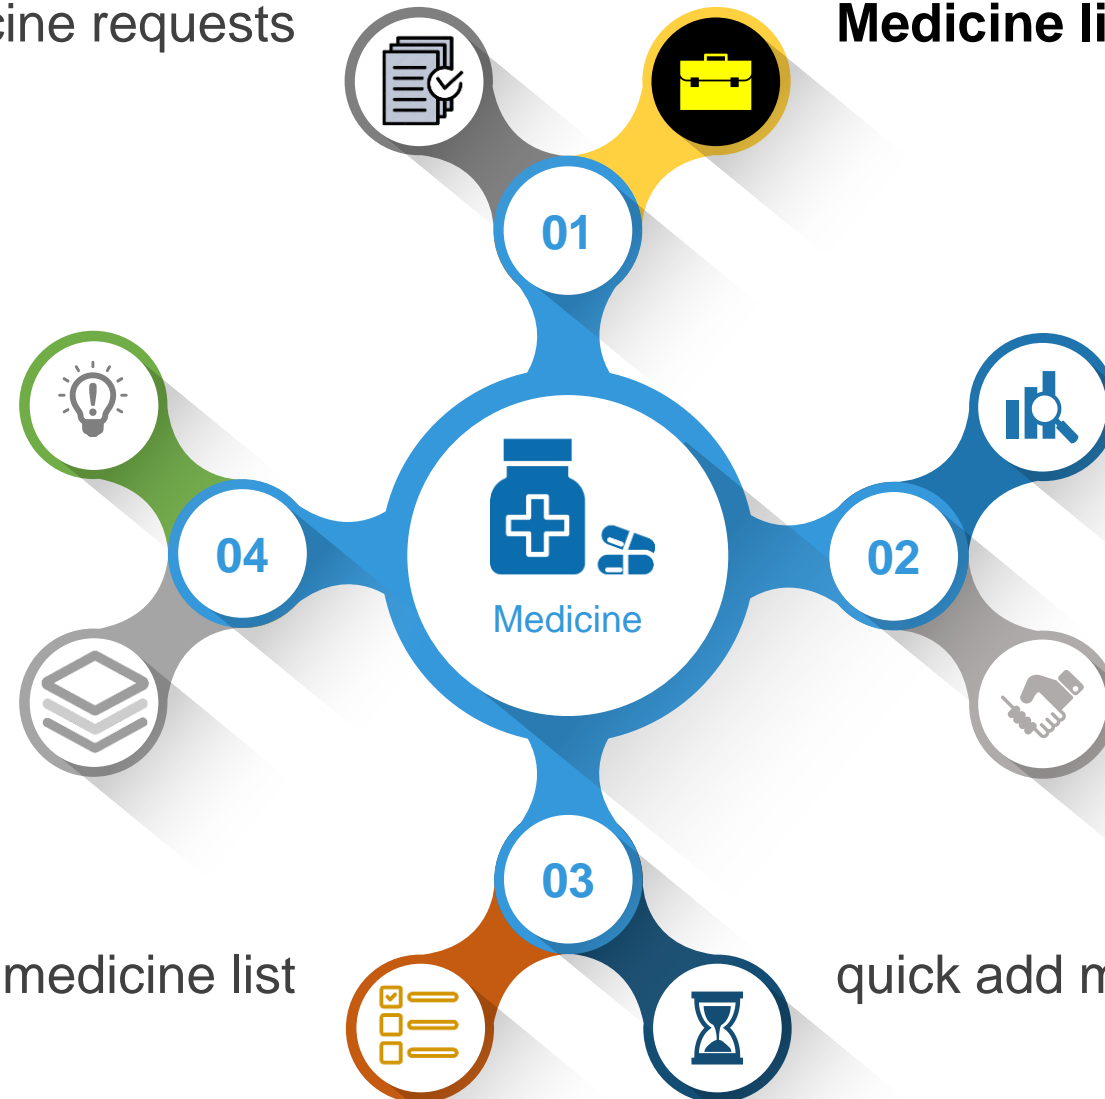 cine requests
Medicine li
01
04
02
Medicine
03
medicine list
quick add m